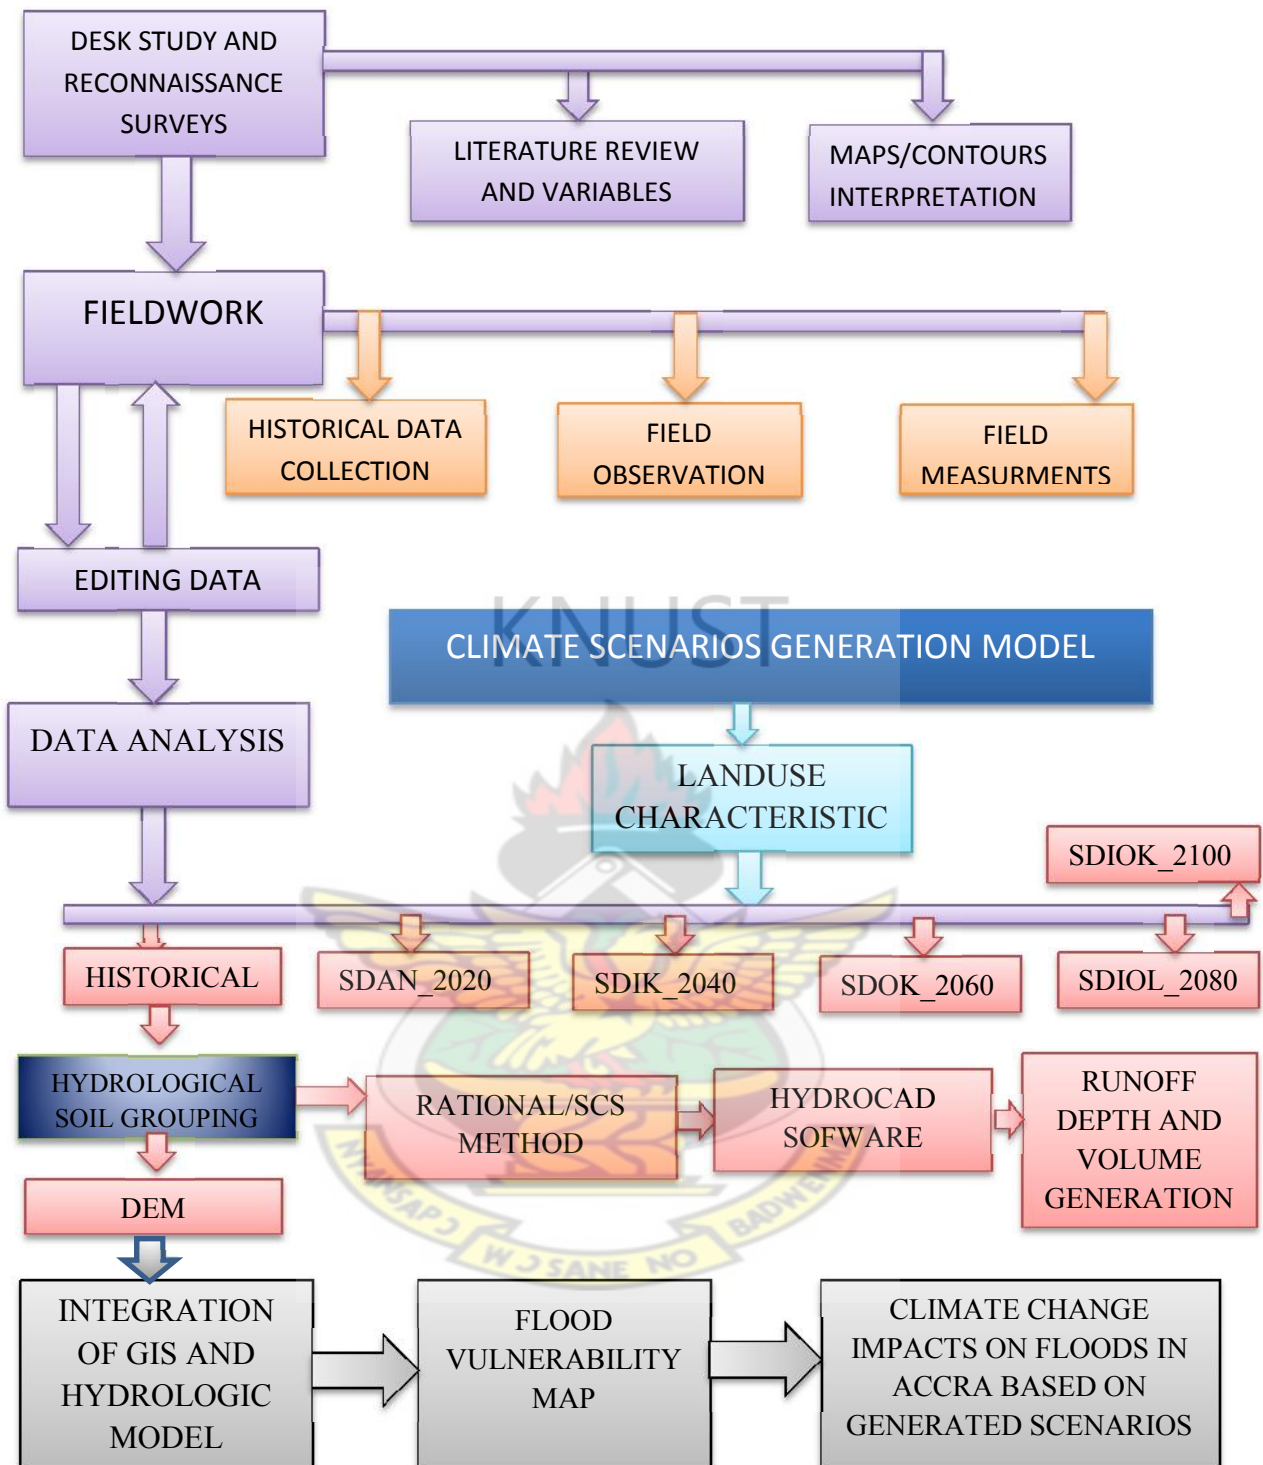 DESK STUDY AND
RECONNAISSANCE
SURVEYS
LITERATURE REVIEW
AND VARIABLES
MAPS/CONTOURS
INTERPRETATION
FIELDWORK
HISTORICAL DATA
COLLECTION
FIELD
OBSERVATION
FIELD
MEASURMENTS
EDITING DATA
KNUST
CLIMATE SCENARIOS GENERATION MODEL
DATA ANALYSIS
LANDUSE
CHARACTERISTIC
SDIOK_2100
HISTORICAL
SDAN_2020
SDIK_2040
SDOK_2060
SDIOL_2080
HYDROLOGICAL
SOIL GROUPING
RATIONAL/SCS
METHOD
HYDROCAD
SOFWARE
RUNOFF
DEPTH AND
VOLUME
GENERATION
DEM
NYANSAPƆ
WƆ SANE NO
BADWENMA
INTEGRATION
OF GIS AND
HYDROLOGIC
MODEL
FLOOD
VULNERABILITY
MAP
CLIMATE CHANGE
IMPACTS ON FLOODS IN
ACCRA BASED ON
GENERATED SCENARIOS